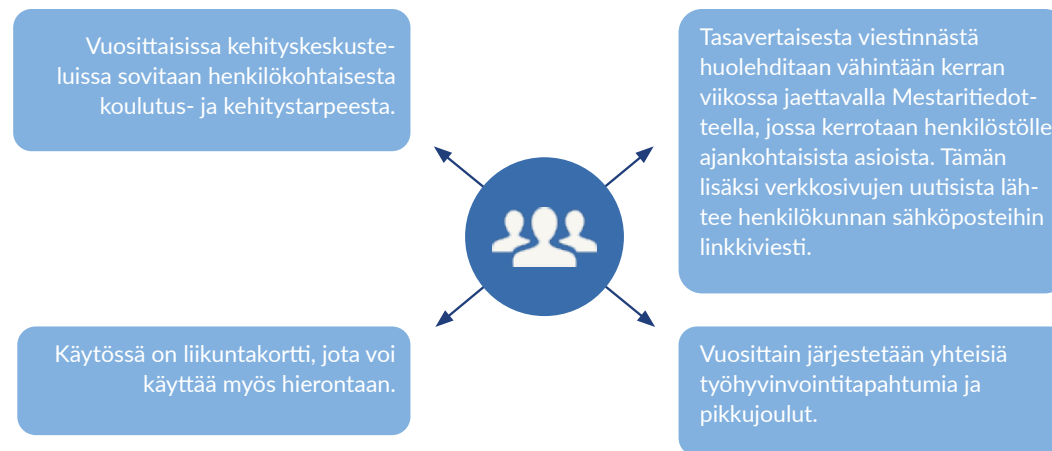 Vuosittaisissa kehityskeskuste-
luissa sovitaan henkilökohtaisesta
koulutus- ja kehitystarpeesta.
Tasavertaisesta viestinnästä
huolehditaan vähintään kerran
viikossa jaettavalla Mestaritiedot-
teella, jossa kerrotaan henkilöstölle
ajankohtaisista asioista. Tämän
lisäksi verkkosivujen uutisista läh-
tee henkilökunnan sähköposteihin
linkkiviesti.
Käytössä on liikuntakortti, jota voi
käyttää myös hierontaan.
Vuosittain järjestetään yhteisiä
työhyvinvointitapahtumia ja
pikkujoulut.